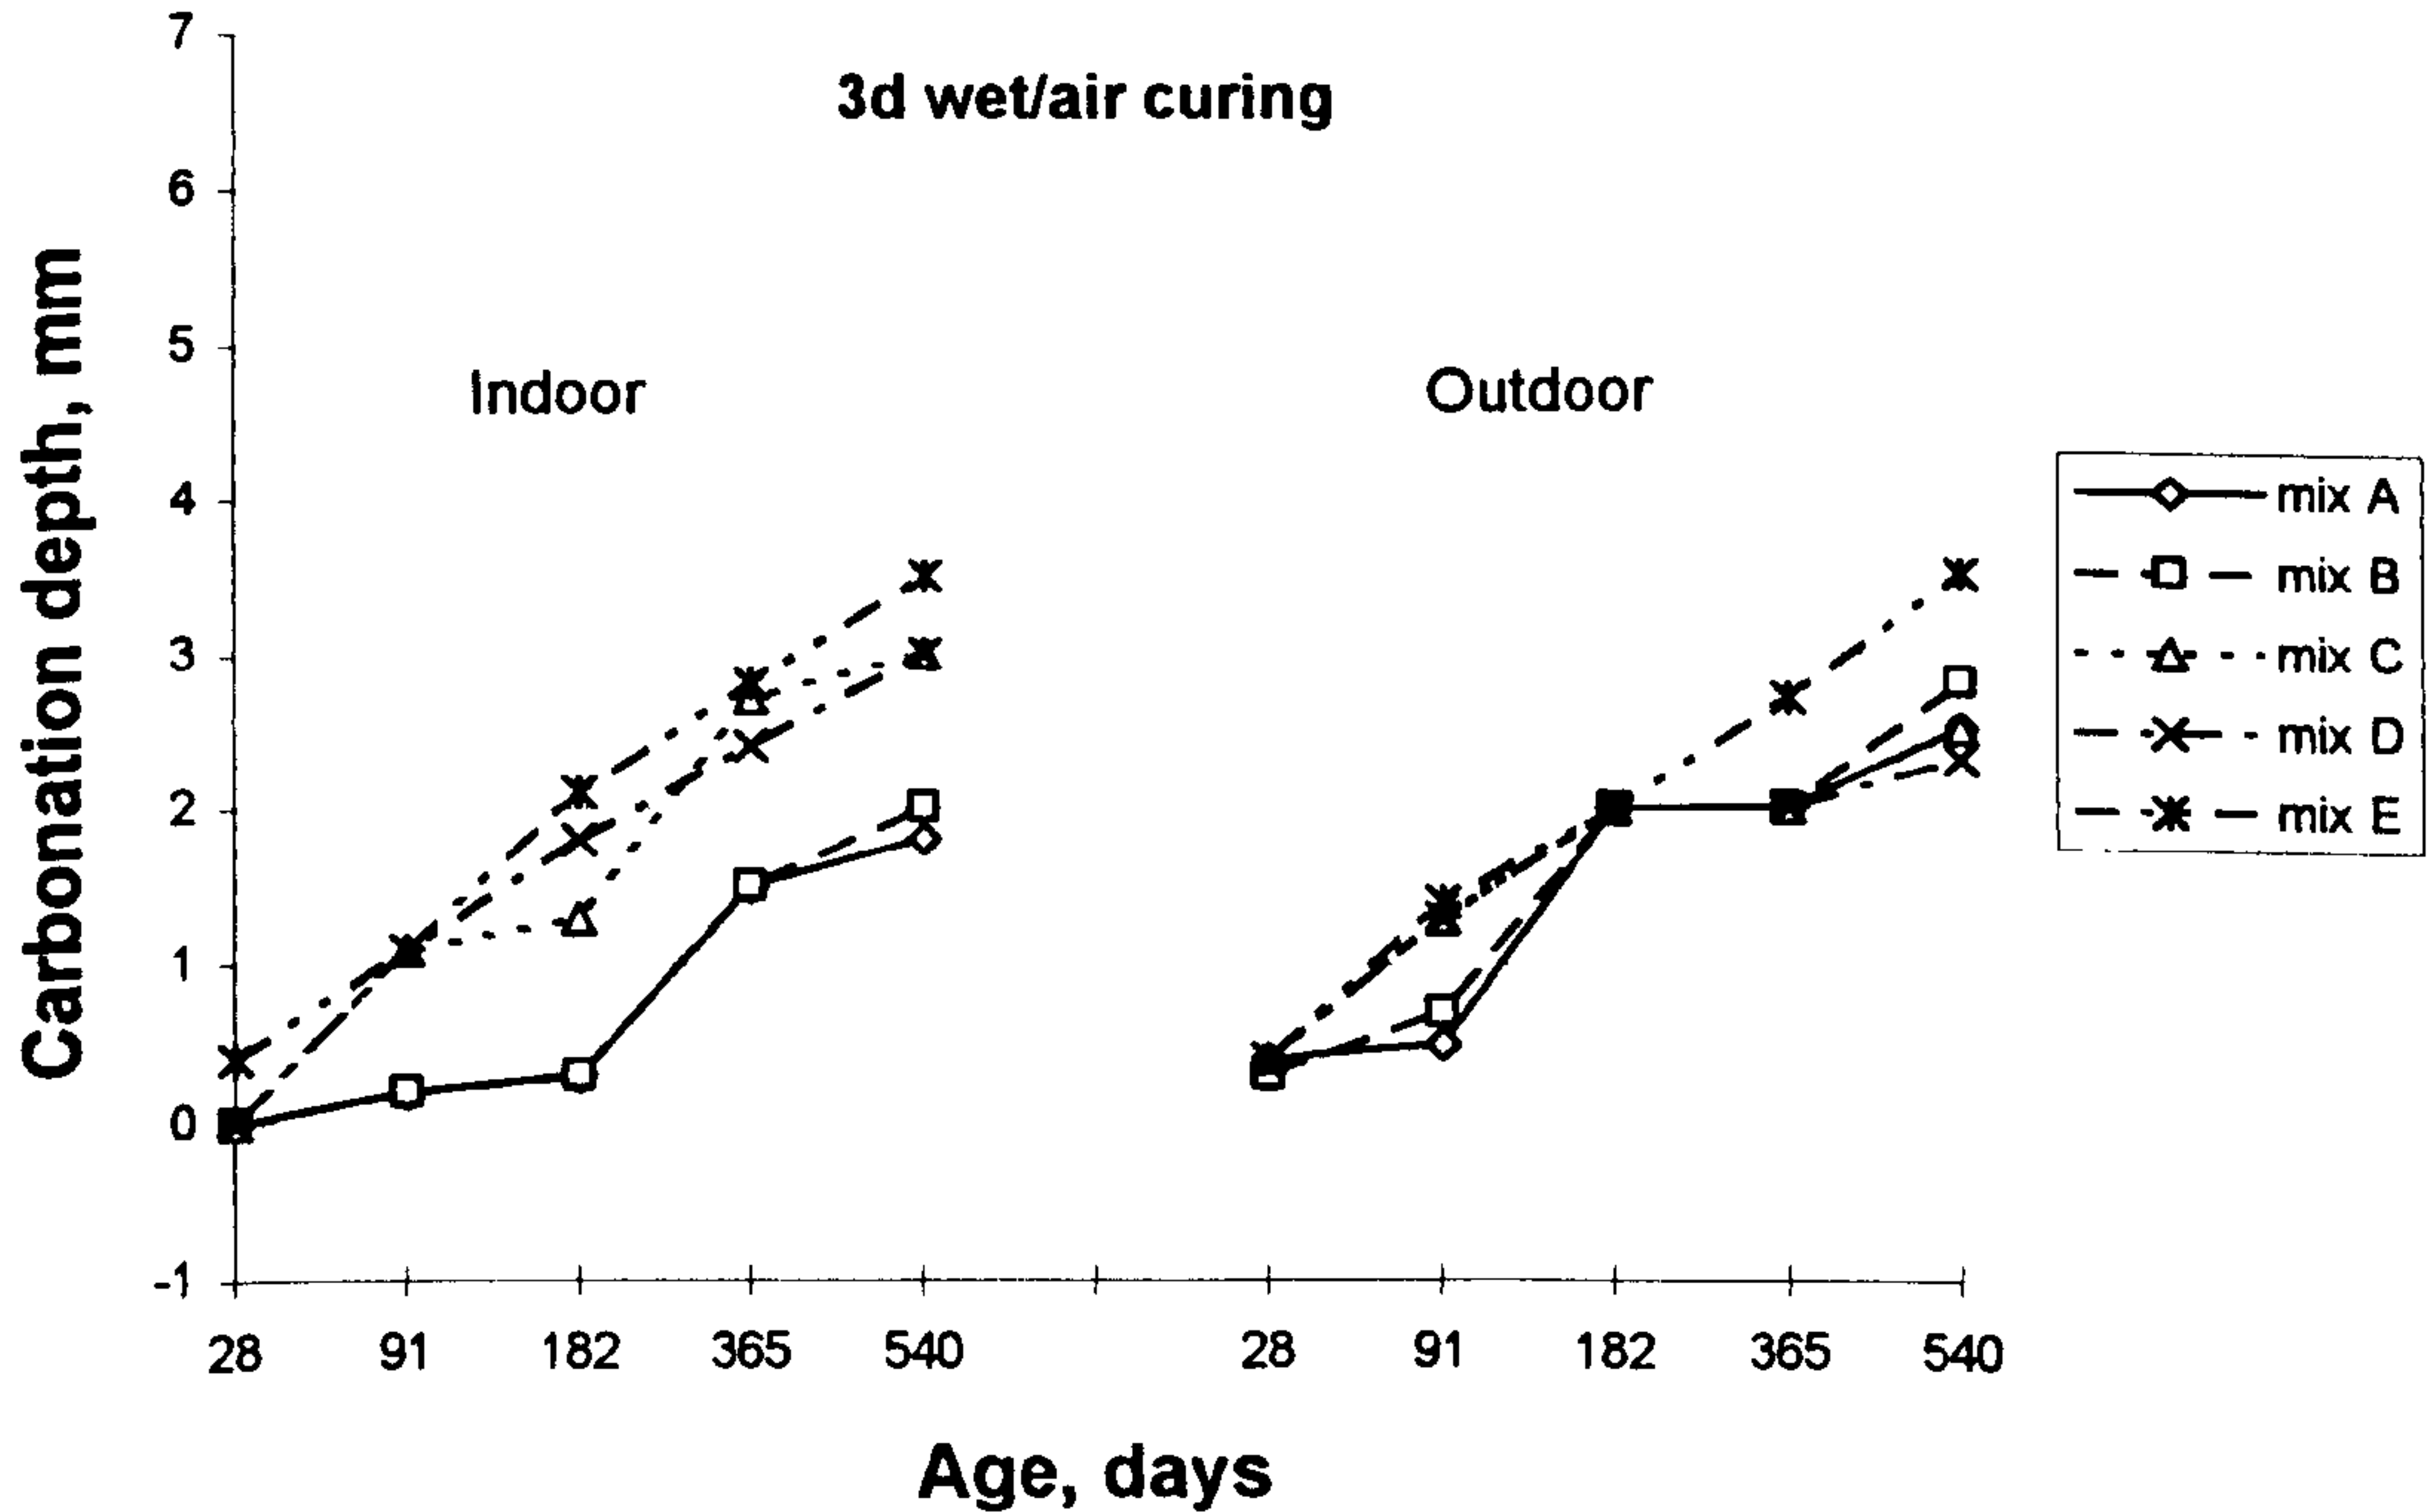 3d wet/air curing
Carbonation depth, mm
7
6
5
4
3
2
1
0
-1
Indoor
Outdoor
mix A
mix B
mix C
mix D
mix E
28 91 182 365 540 28 91 182 365 540
Age, days